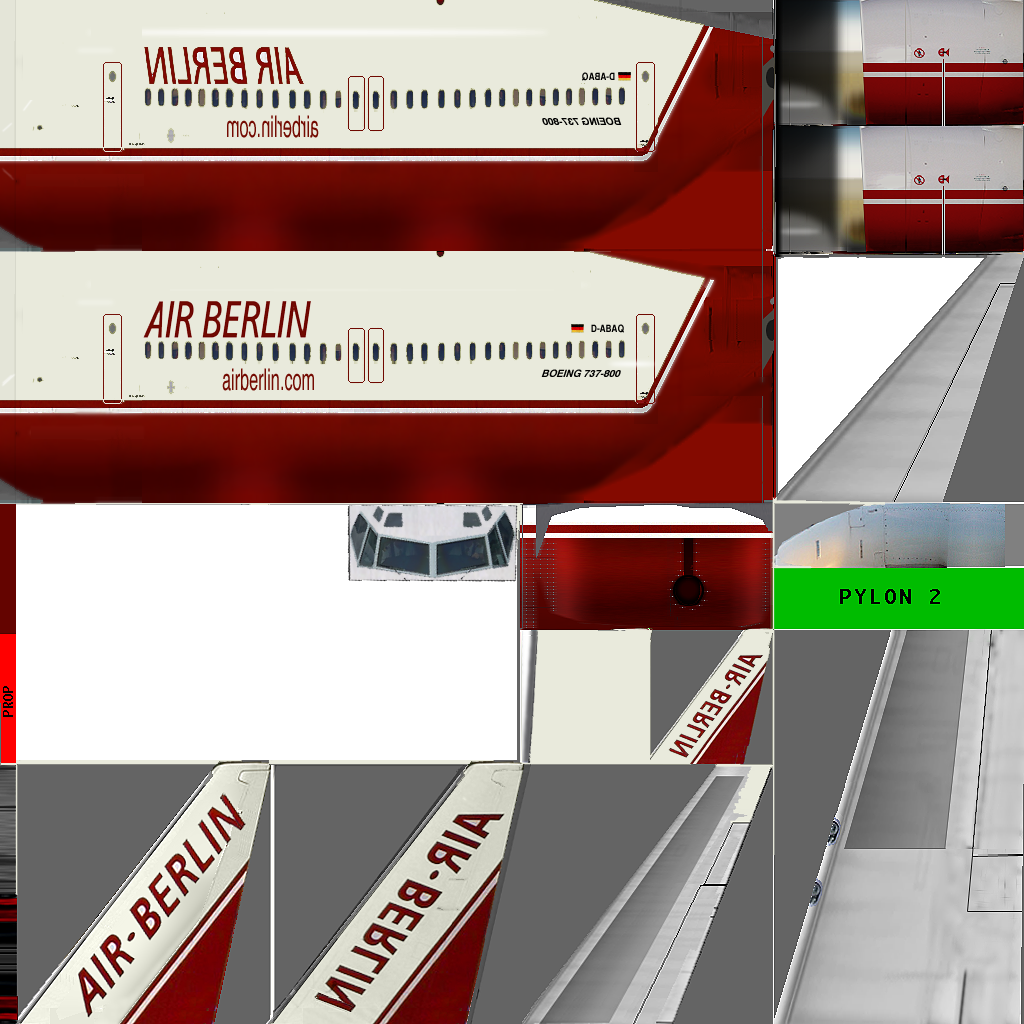 AIR BERLIN
D-ABAQ
airberlin.com
BOEING 737-800
AIR BERLIN
D-ABAQ
airberlin.com
BOEING 737-800
PYLON 2
PROP
AIR-BERLIN
AIR-BERLIN
AIR-BERLIN